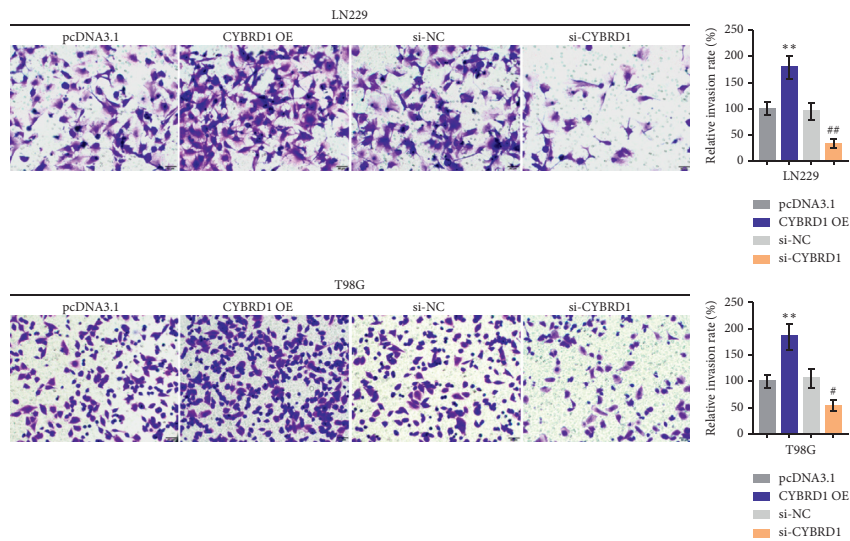 LN229
pcDNA3.1 CYBRD1 OE si-NC si-CYBRD1
Relative invasion rate (%)
250
200
150
100
50
0
**
##
LN229
pcDNA3.1
CYBRD1 OE
si-NC
si-CYBRD1
T98G
pcDNA3.1 CYBRD1 OE si-NC si-CYBRD1
Relative invasion rate (%)
250
200
150
100
50
0
**
#
T98G
pcDNA3.1
CYBRD1 OE
si-NC
si-CYBRD1